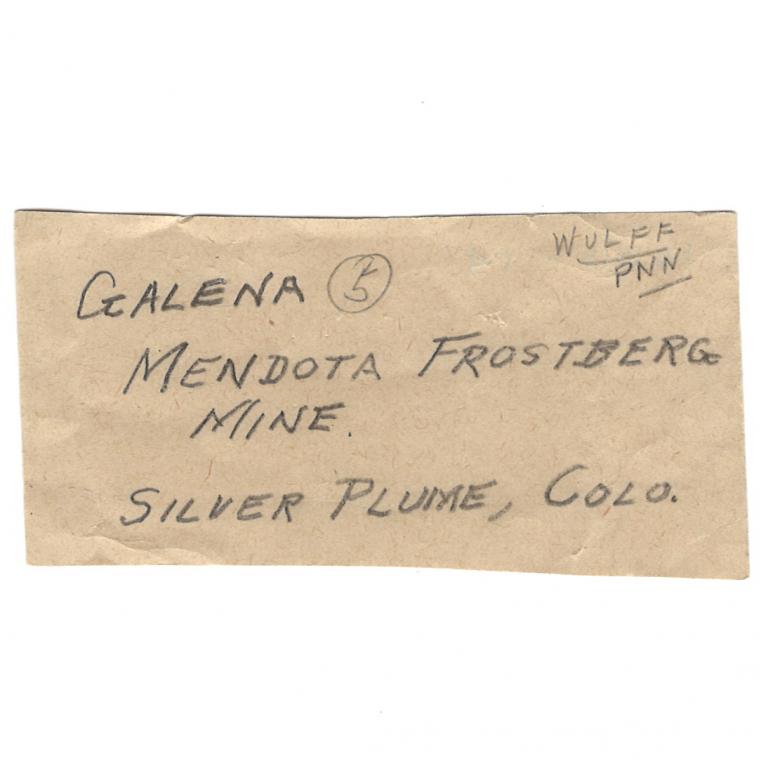 GALENA 5
WULFF
PNN
MENDOTA FROSTBERG
MINE.
SILVER PLUME, COLO.